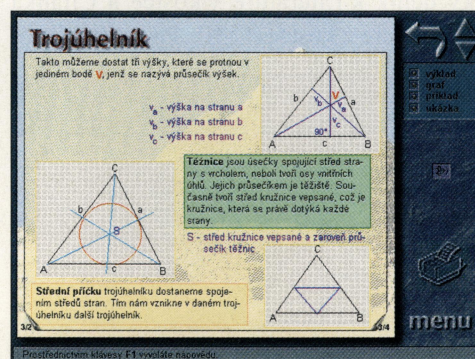 Trojúhelník
Takto můžeme dostat tři výšky, které se protnou v
jediném bodě V, jenž se nazývá průsečík výšek.
va - výška na stranu a
vb - výška na stranu b
vc - výška na stranu c
C
b
V
a
vb
va
vc
90°
A
c
B
Těžnice jsou úsečky spojující střed stra-
ny s vrcholem, neboli tvoří osy vnitřních
úhlů. Jejich průsečíkem je těžiště. Sou-
časně tvoří střed kružnice vepsané, což je
kružnice, která se právě dotýká každé
strany.
S - střed kružnice vepsané a zároveň prů-
sečík těžnic
C
b
a
S
A
c
B
Střední příčku trojúhelníku dostaneme spoje-
ním středů stran. Tím nám vznikne v daném troj-
úhelníku další trojúhelník.
C
A
B
3/2
3/4
výklad
graf
příklad
ukázka
menu
Prostřednictvím klávesy F1 vyvoláte nápovědu.